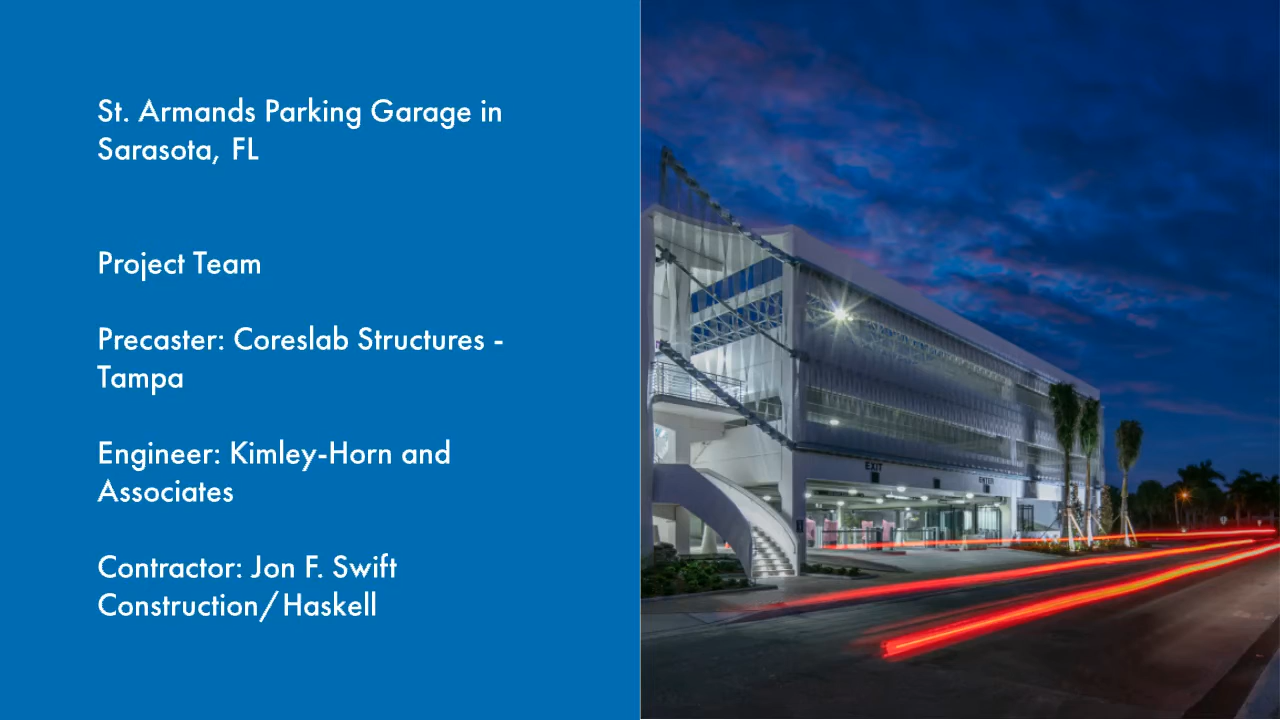 St. Armands Parking Garage in
Sarasota, FL
Project Team
Precaster: Coreslab Structures -
Tampa
Engineer: Kimley-Horn and
Associates
Contractor: Jon F. Swift
Construction/Haskell
EXIT
ENTER